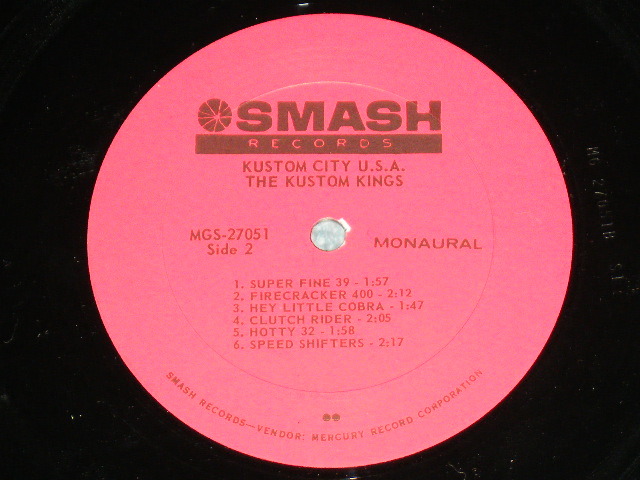 SMASH
RECORDS
KUSTOM CITY U.S.A.
THE KUSTOM KINGS
MGS-27051
Side 2
MONAURAL
1. SUPER FINE 39 - 1:57
2. FIRECRACKER 400 - 2:12
3. HEY LITTLE COBRA - 1:47
4. CLUTCH RIDER - 2:05
5. HOTTY 32 - 1:58
6. SPEED SHIFTERS - 2:17
SMASH RECORDS—VENDOR: MERCURY RECORD CORPORATION